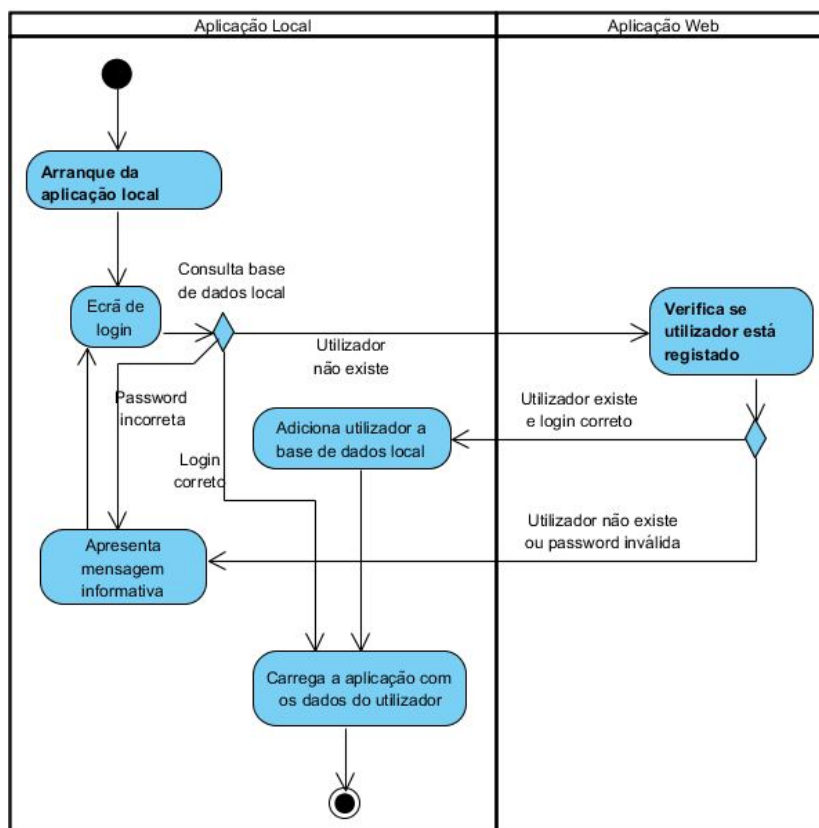 Aplicação Local
Aplicação Web
Arranque da
aplicação local
Consulta base
de dados local
Ecrã de
login
Utilizador
não existe
Verifica se
utilizador está
registado
Password
incorreta
Utilizador existe
e login correto
Adiciona utilizador a
base de dados local
Login
correto
Utilizador não existe
ou password inválida
Apresenta
mensagem
informativa
Carrega a aplicação com
os dados do utilizador